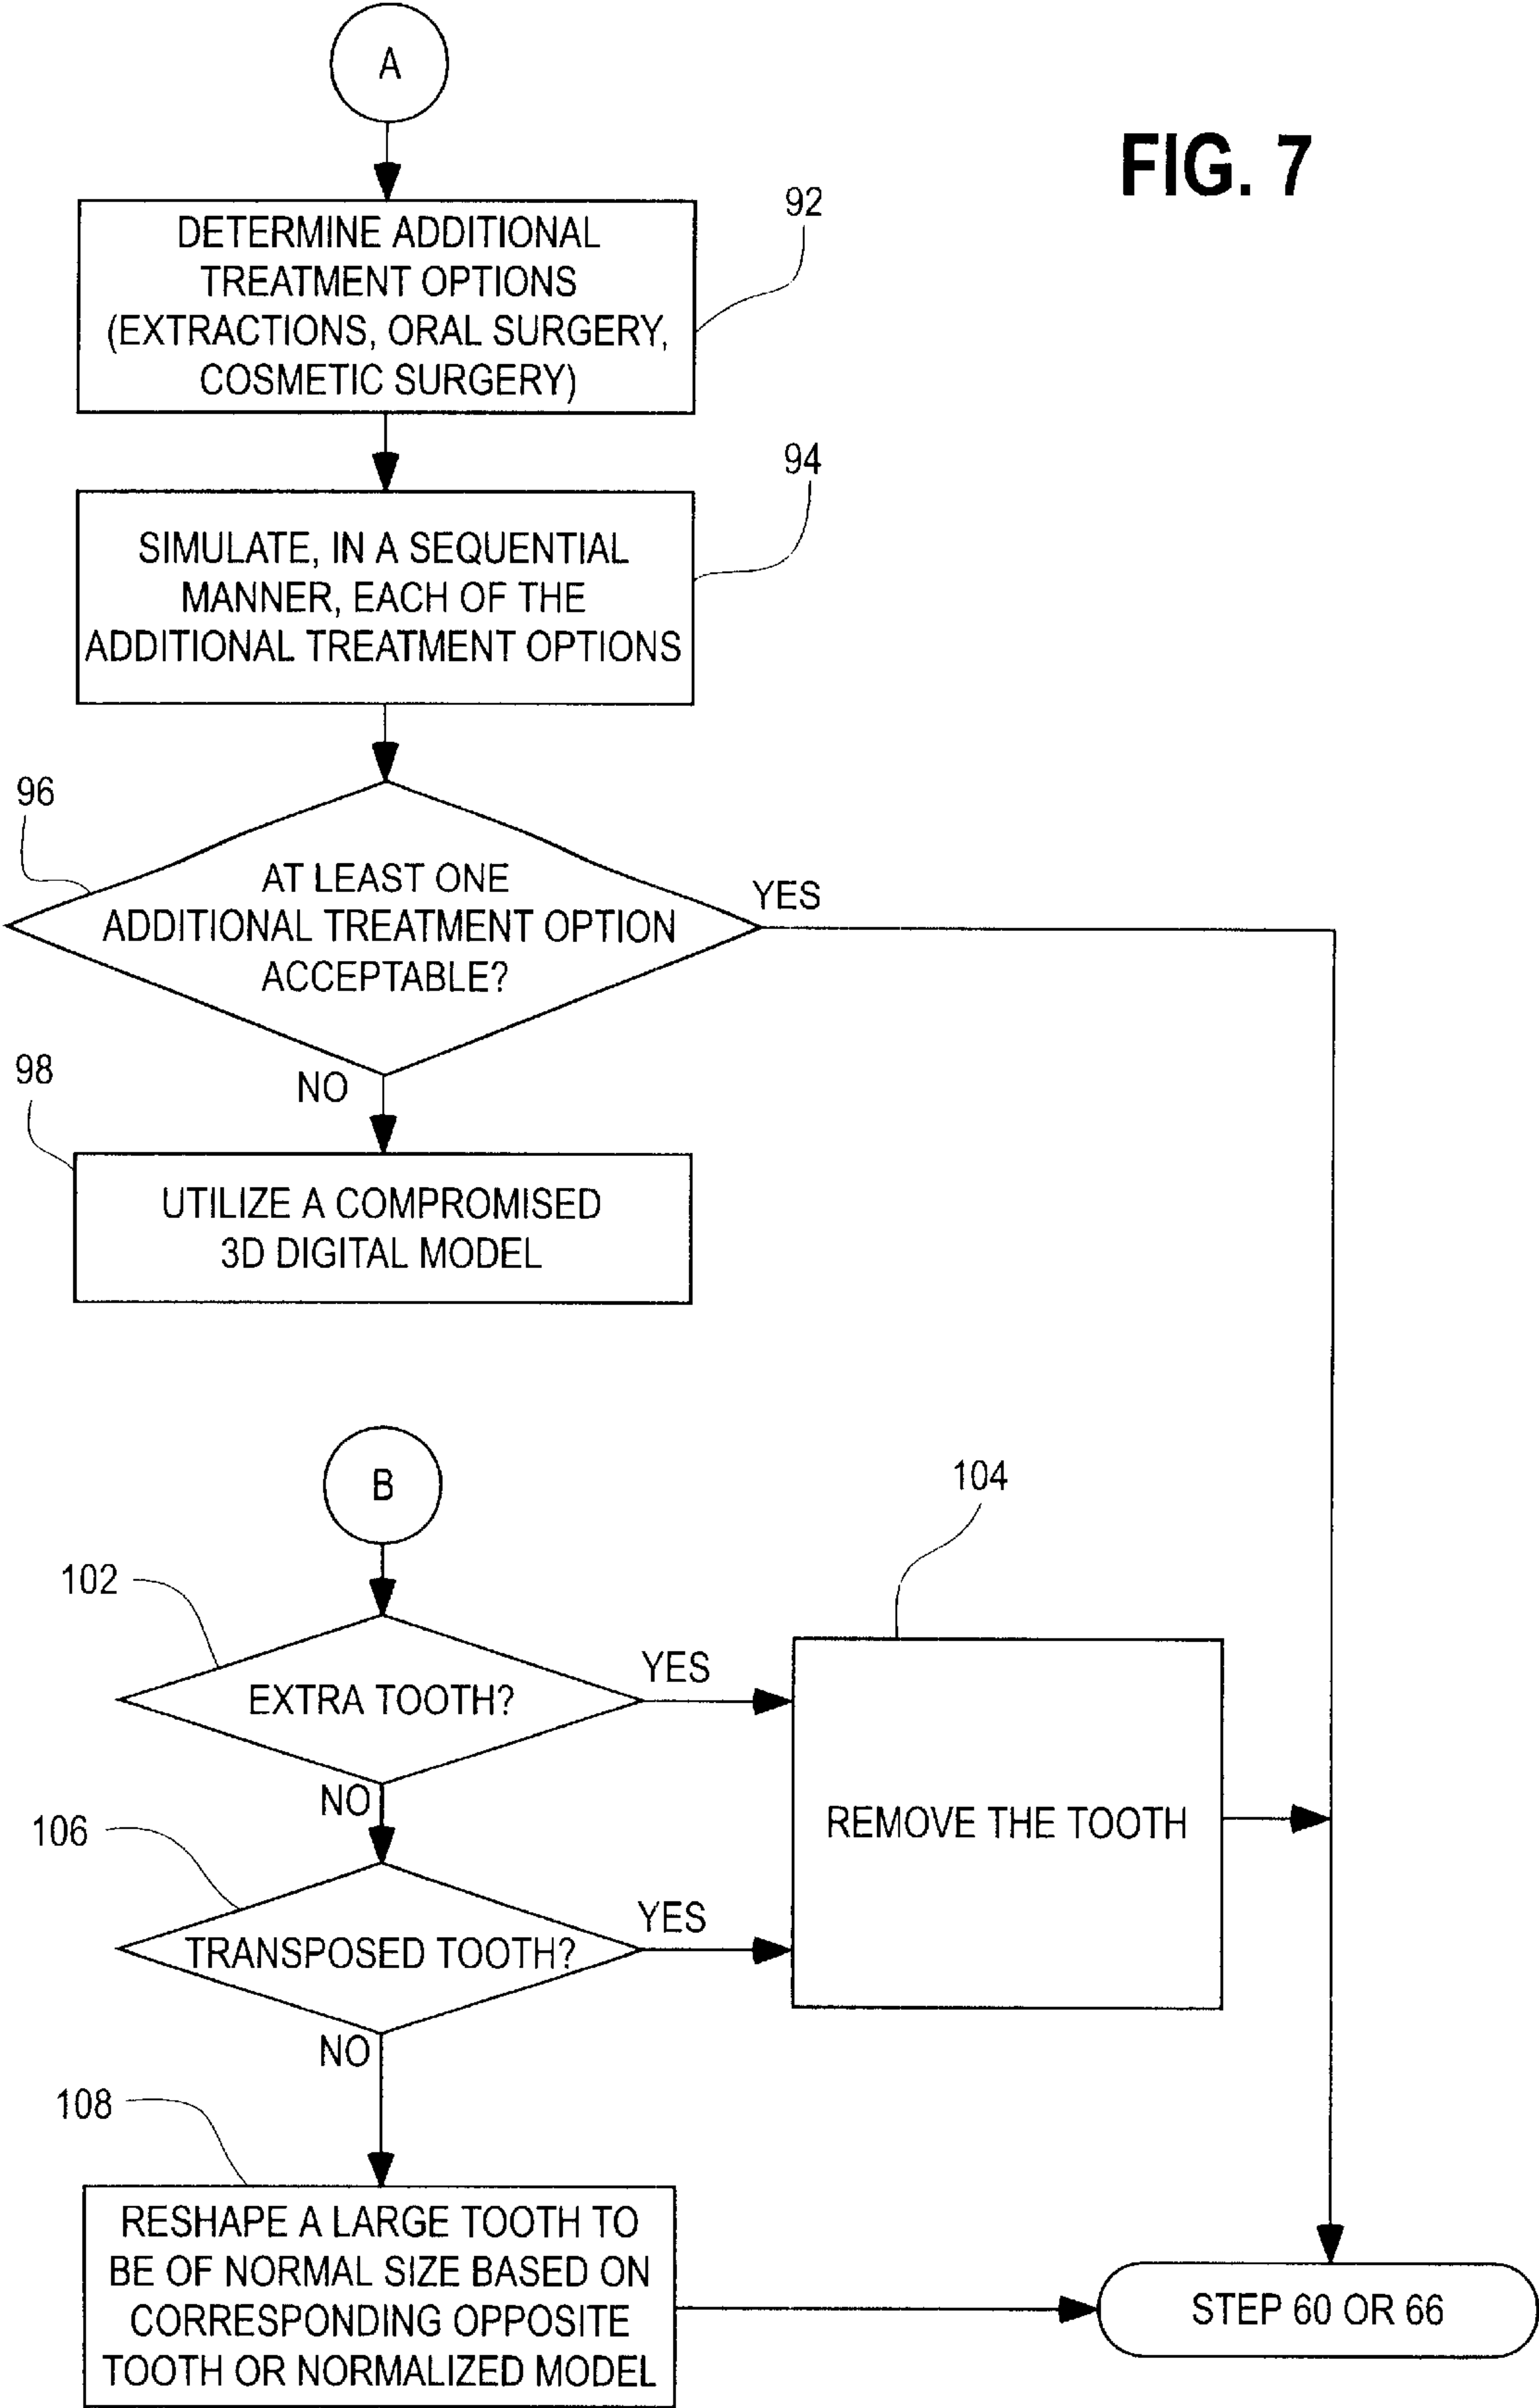 A
FIG. 7
92
DETERMINE ADDITIONAL
TREATMENT OPTIONS
(EXTRACTIONS, ORAL SURGERY,
COSMETIC SURGERY)
94
SIMULATE, IN A SEQUENTIAL
MANNER, EACH OF THE
ADDITIONAL TREATMENT OPTIONS
96
AT LEAST ONE
ADDITIONAL TREATMENT OPTION
ACCEPTABLE?
YES
NO
98
UTILIZE A COMPROMISED
3D DIGITAL MODEL
B
104
102
EXTRA TOOTH?
YES
NO
REMOVE THE TOOTH
106
TRANSPOSED TOOTH?
YES
NO
108
RESHAPE A LARGE TOOTH TO
BE OF NORMAL SIZE BASED ON
CORRESPONDING OPPOSITE
TOOTH OR NORMALIZED MODEL
STEP 60 OR 66